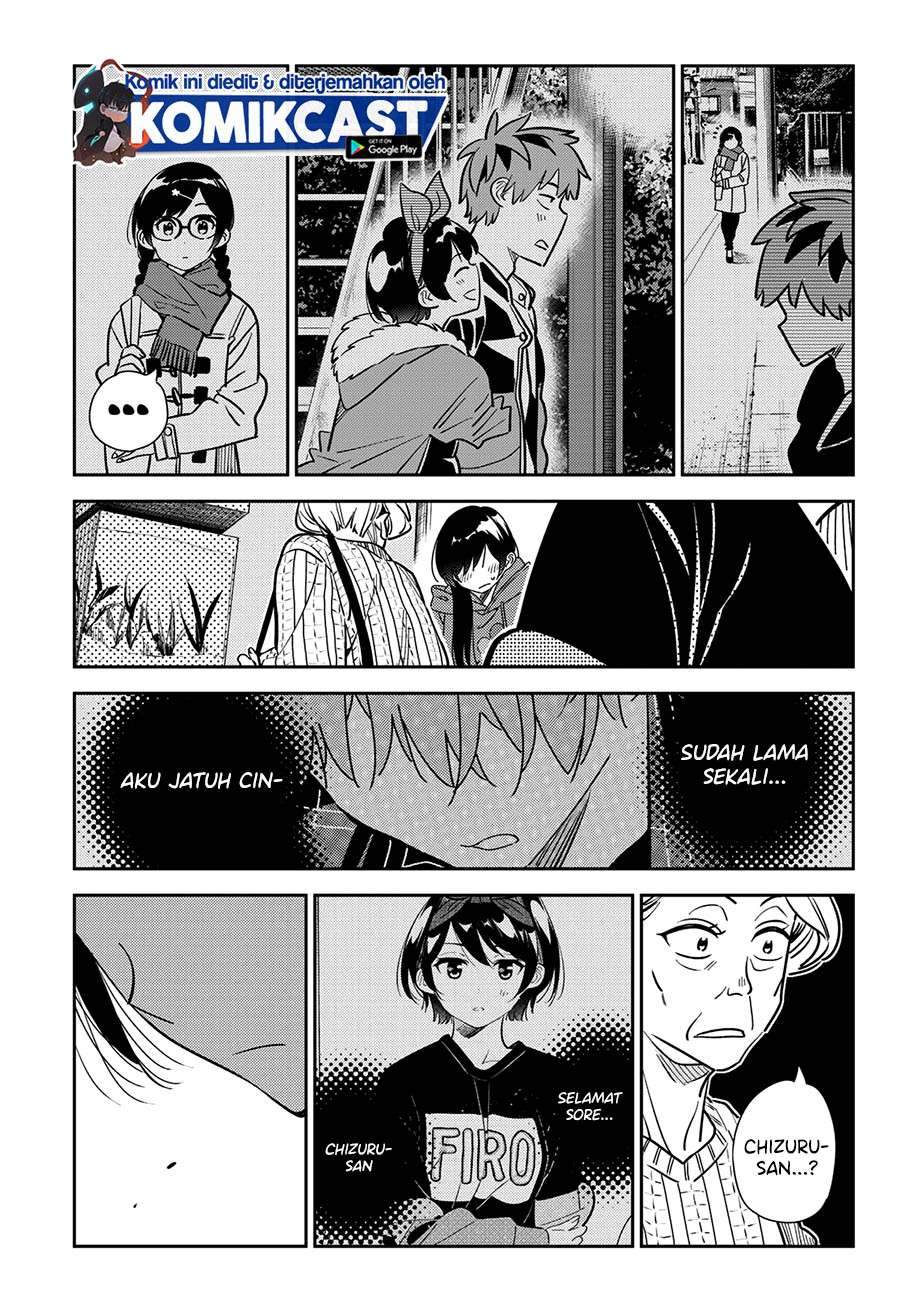 Komik ini diedit & diterjemahkan oleh
KOMIKCAST
GET IT ON
Google Play
...
SUDAH LAMA
SEKALI...
AKU JATUH CIN-
CHIZURU-
SAN...?
SELAMAT
SORE...
CHIZURU-
SAN
FIRO